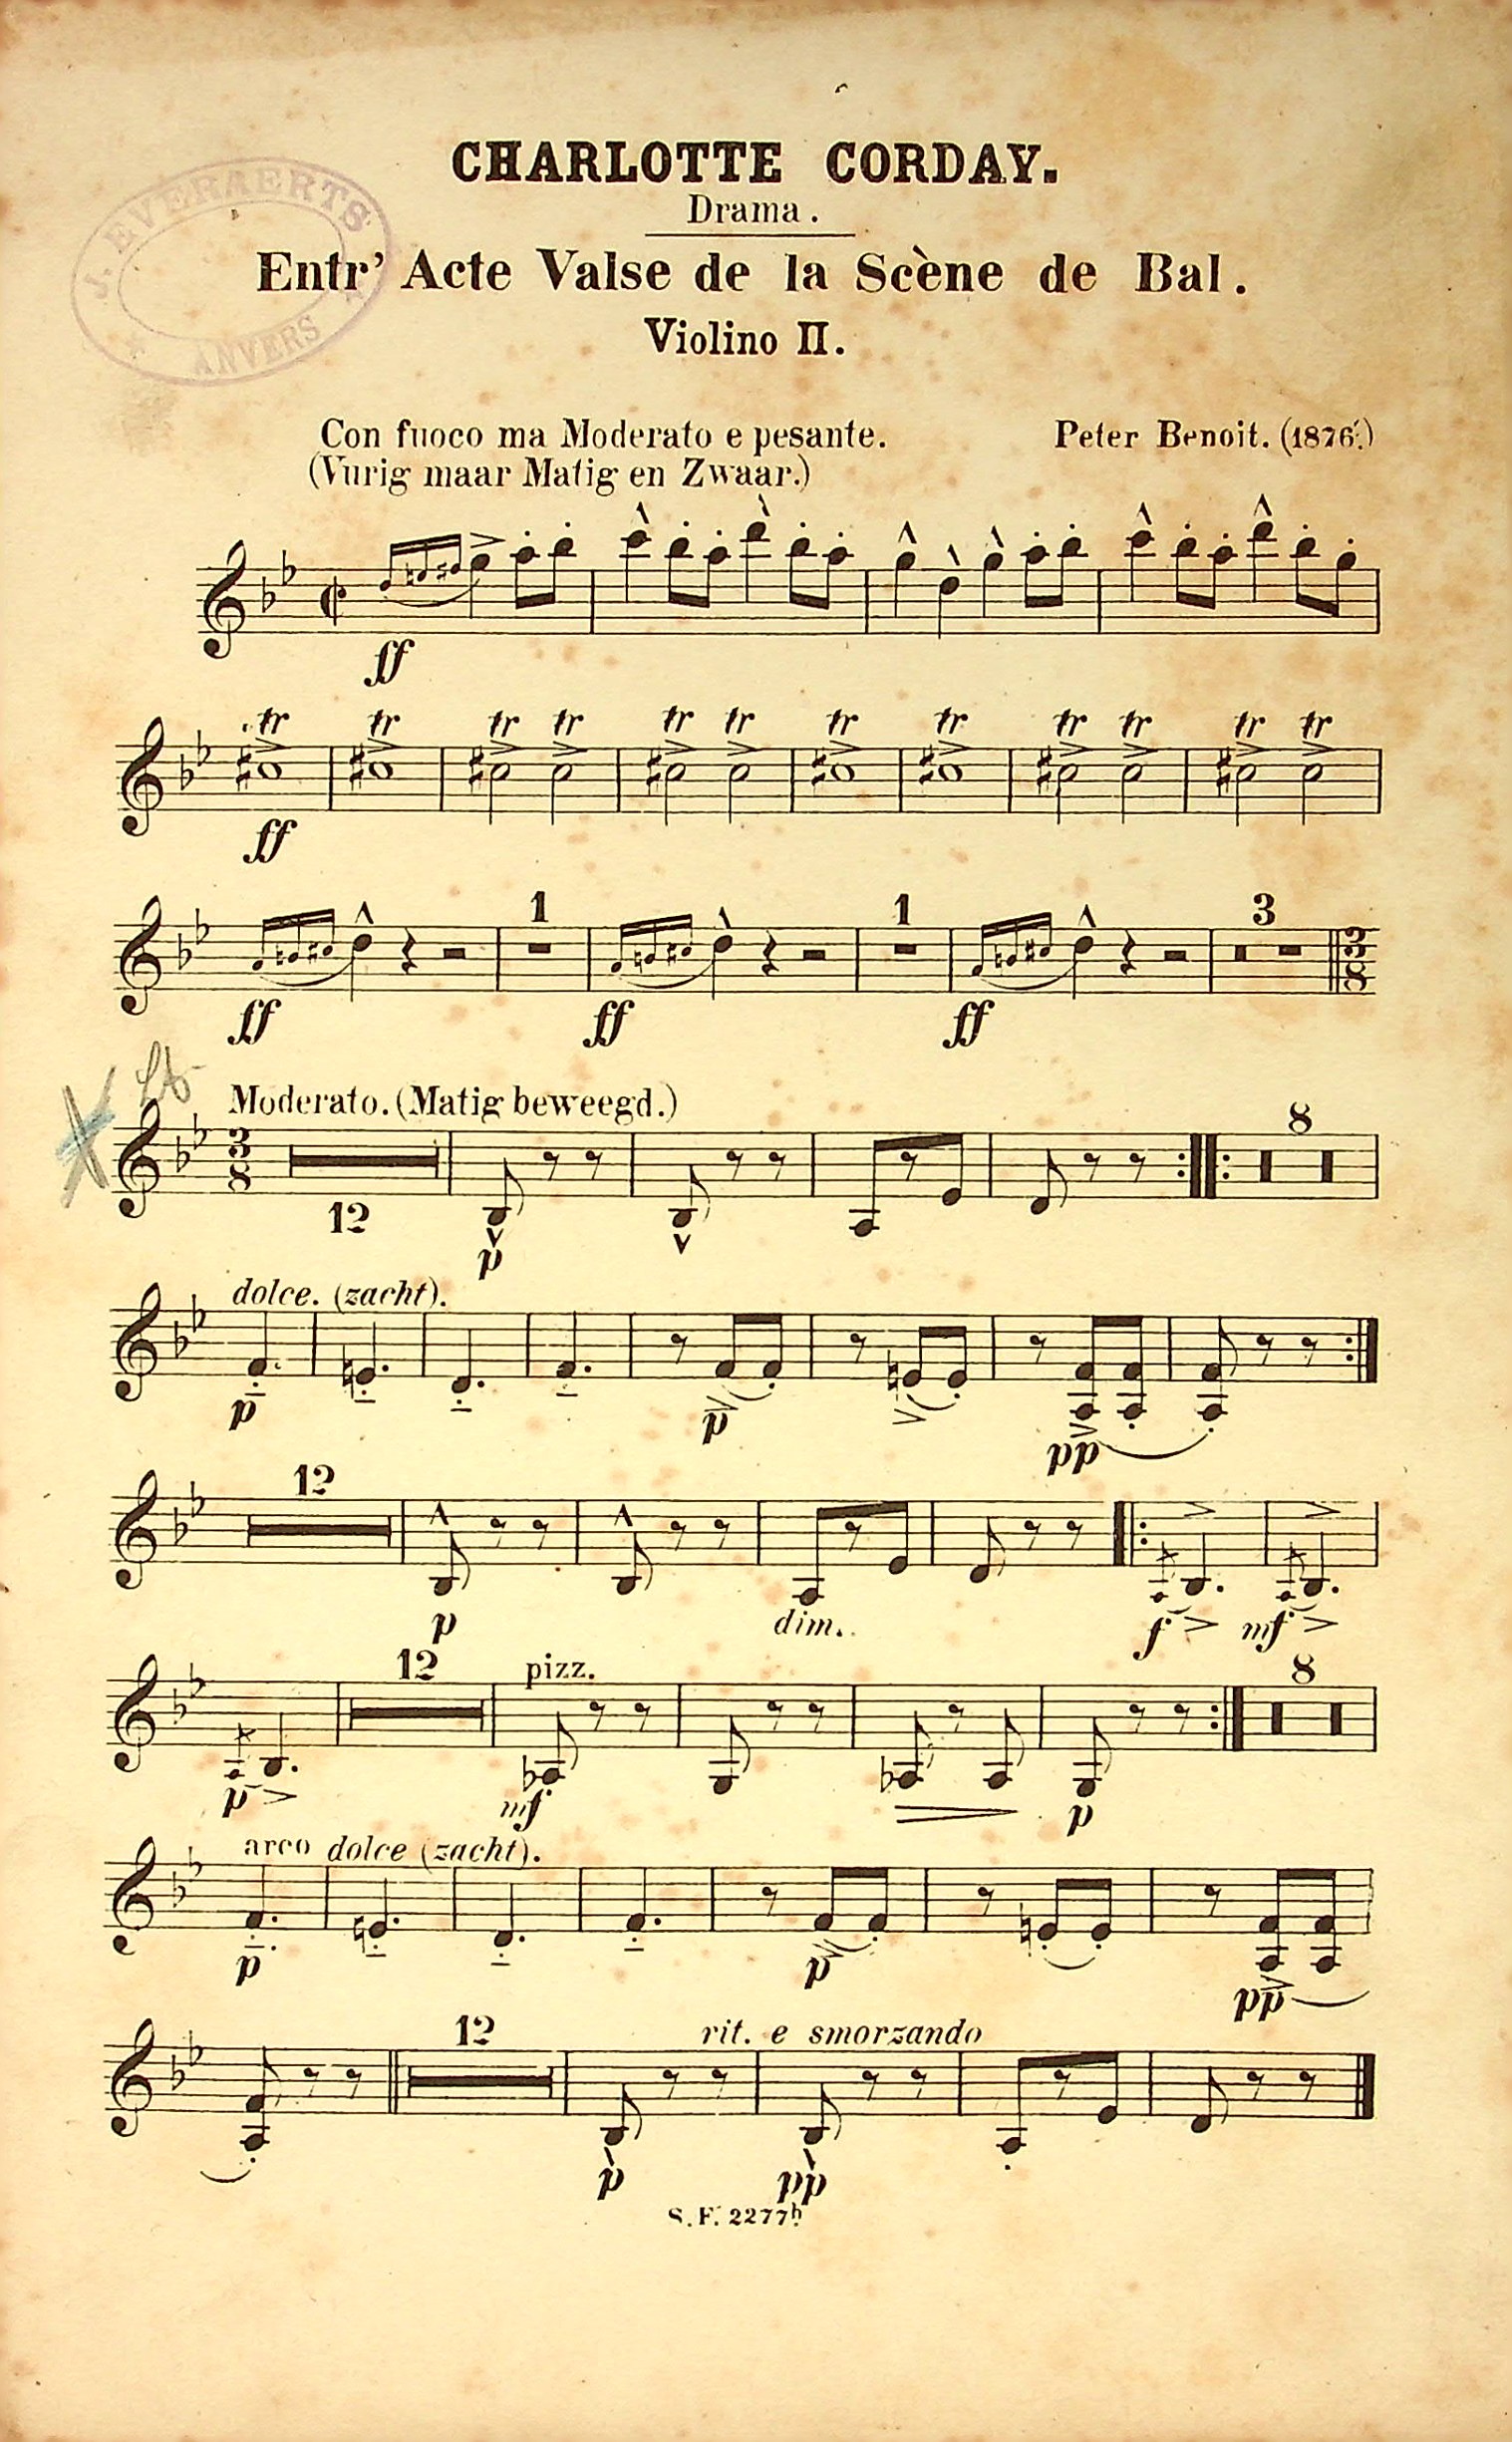 CHARLOTTE CORDAY.
Drama.
J. EVERAERTS
ANVERS
Entr' Acte Valse de la Scène de Bal.
Violino II.
Con fuoco ma Moderato e pesante.
Peter Benoit. (1876.)
(Vurig maar Matig en Zwaar.)
ff
tr tr tr tr tr tr tr tr tr tr tr tr
ff
1 1 3
3
8
ff ff ff
Moderato. (Matig beweegd.)
3
8
8
12
p
dolce. (zacht).
p p pp
12
p dim. f mf
12 pizz. 8
p mf p
arco dolce (zacht).
p p pp
12 rit. e smorzando
p pp
S. F. 2277b